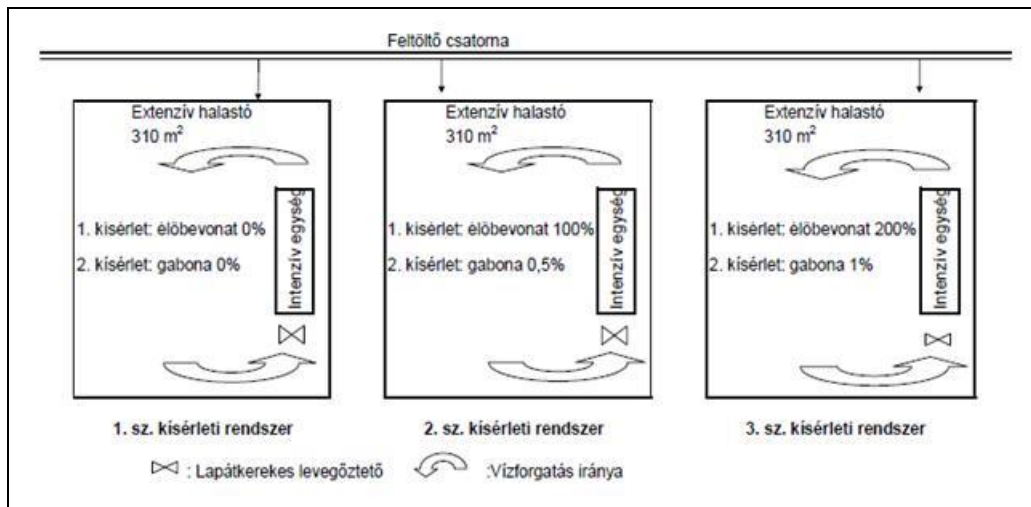 Feltöltő csatorna
Extenzív halastó
310 m²
1. kísérlet: élőbevonat 0%
2. kísérlet: gabona 0%
Intenzív egység
1. sz. kísérleti rendszer
Extenzív halastó
310 m²
1. kísérlet: élőbevonat 100%
2. kísérlet: gabona 0,5%
Intenzív egység
2. sz. kísérleti rendszer
Extenzív halastó
310 m²
1. kísérlet: élőbevonat 200%
2. kísérlet: gabona 1%
Intenzív egység
3. sz. kísérleti rendszer
: Lapátkerekes levegőztető
:Vízforgatás iránya